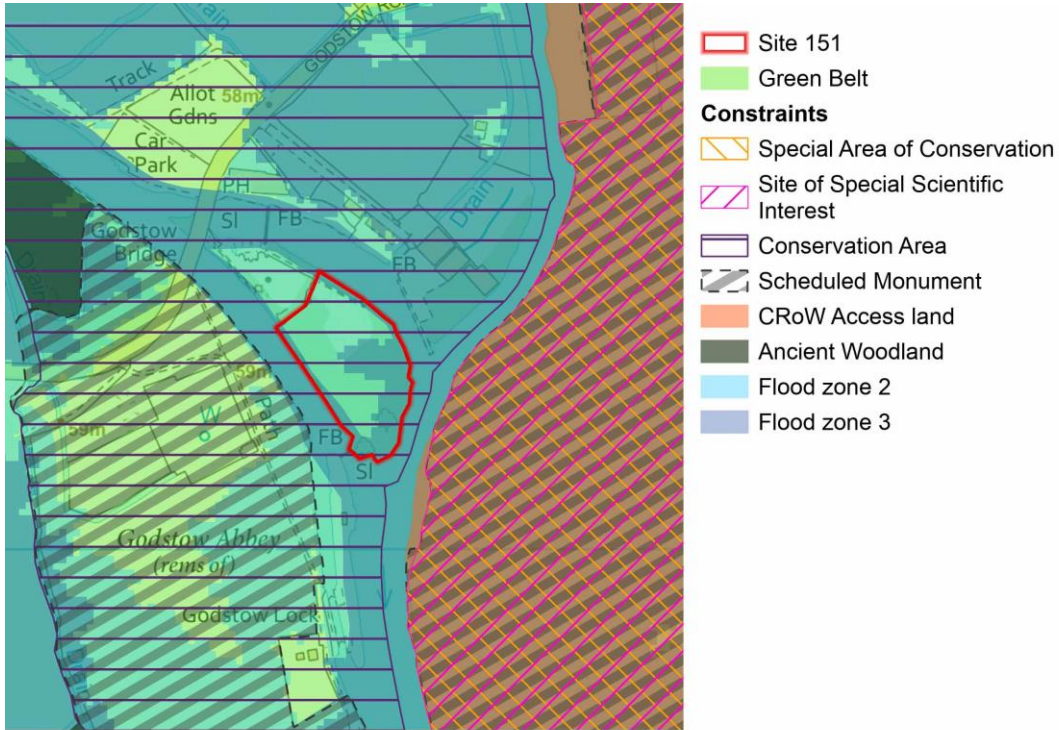 Drain
GODSTOW RO
Track
Allot
Gdns
58m
Car
Park
PH
Drain
Sl
FB
Godstow
Bridge
FB
Drain
59m
59m
W
Path
FB
Sl
Godstow Abbey
(rems of)
Godstow Lock
Drain
Site 151
Green Belt
Constraints
Special Area of Conservation
Site of Special Scientific
Interest
Conservation Area
Scheduled Monument
CRoW Access land
Ancient Woodland
Flood zone 2
Flood zone 3